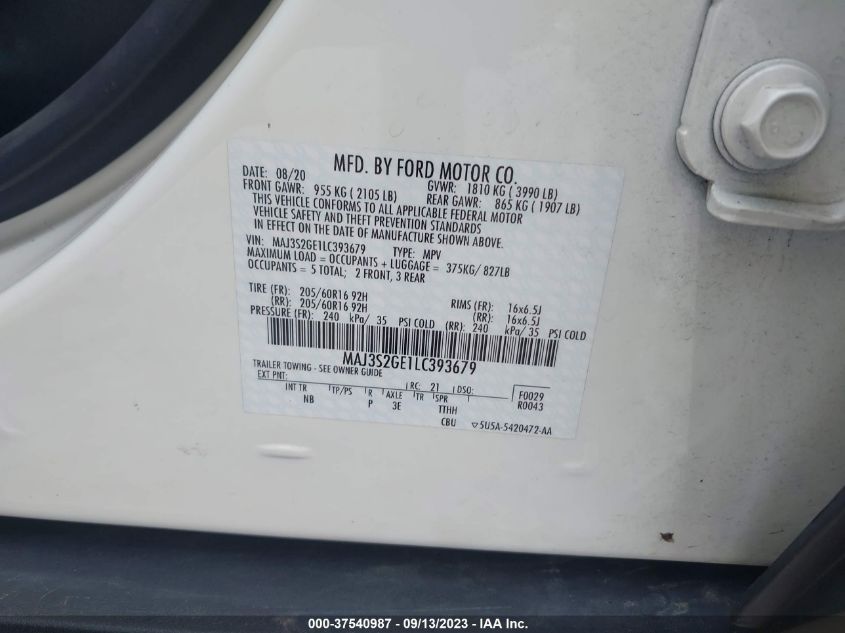 MFD. BY FORD MOTOR CO.
DATE: 08/20 GVWR: 1810 KG ( 3990 LB)
FRONT GAWR: 955 KG ( 2105 LB) REAR GAWR: 865 KG ( 1907 LB)
THIS VEHICLE CONFORMS TO ALL APPLICABLE FEDERAL MOTOR
VEHICLE SAFETY AND THEFT PREVENTION STANDARDS
IN EFFECT ON THE DATE OF MANUFACTURE SHOWN ABOVE.
VIN: MAJ3S2GE1LC393679 TYPE: MPV
MAXIMUM LOAD = OCCUPANTS + LUGGAGE = 375KG/ 827LB
OCCUPANTS = 5 TOTAL; 2 FRONT, 3 REAR
TIRE (FR): 205/60R16 92H RIMS (FR): 16x6.5J
(RR): 205/60R16 92H (RR): 16x6.5J
PRESSURE (FR): 240 kPa/ 35 PSI COLD (RR): 240 kPa/ 35 PSI COLD
MAJ3S2GE1LC393679
TRAILER TOWING - SEE OWNER GUIDE
EXT PNT: RC: 21 DSO: F0029
INT TR TP/PS R AXLE TR SPR R0043
NB P 3E TTHH
CBU ▽5U5A-5420472-AA
000-37540987 - 09/13/2023 - © IAA, Inc.